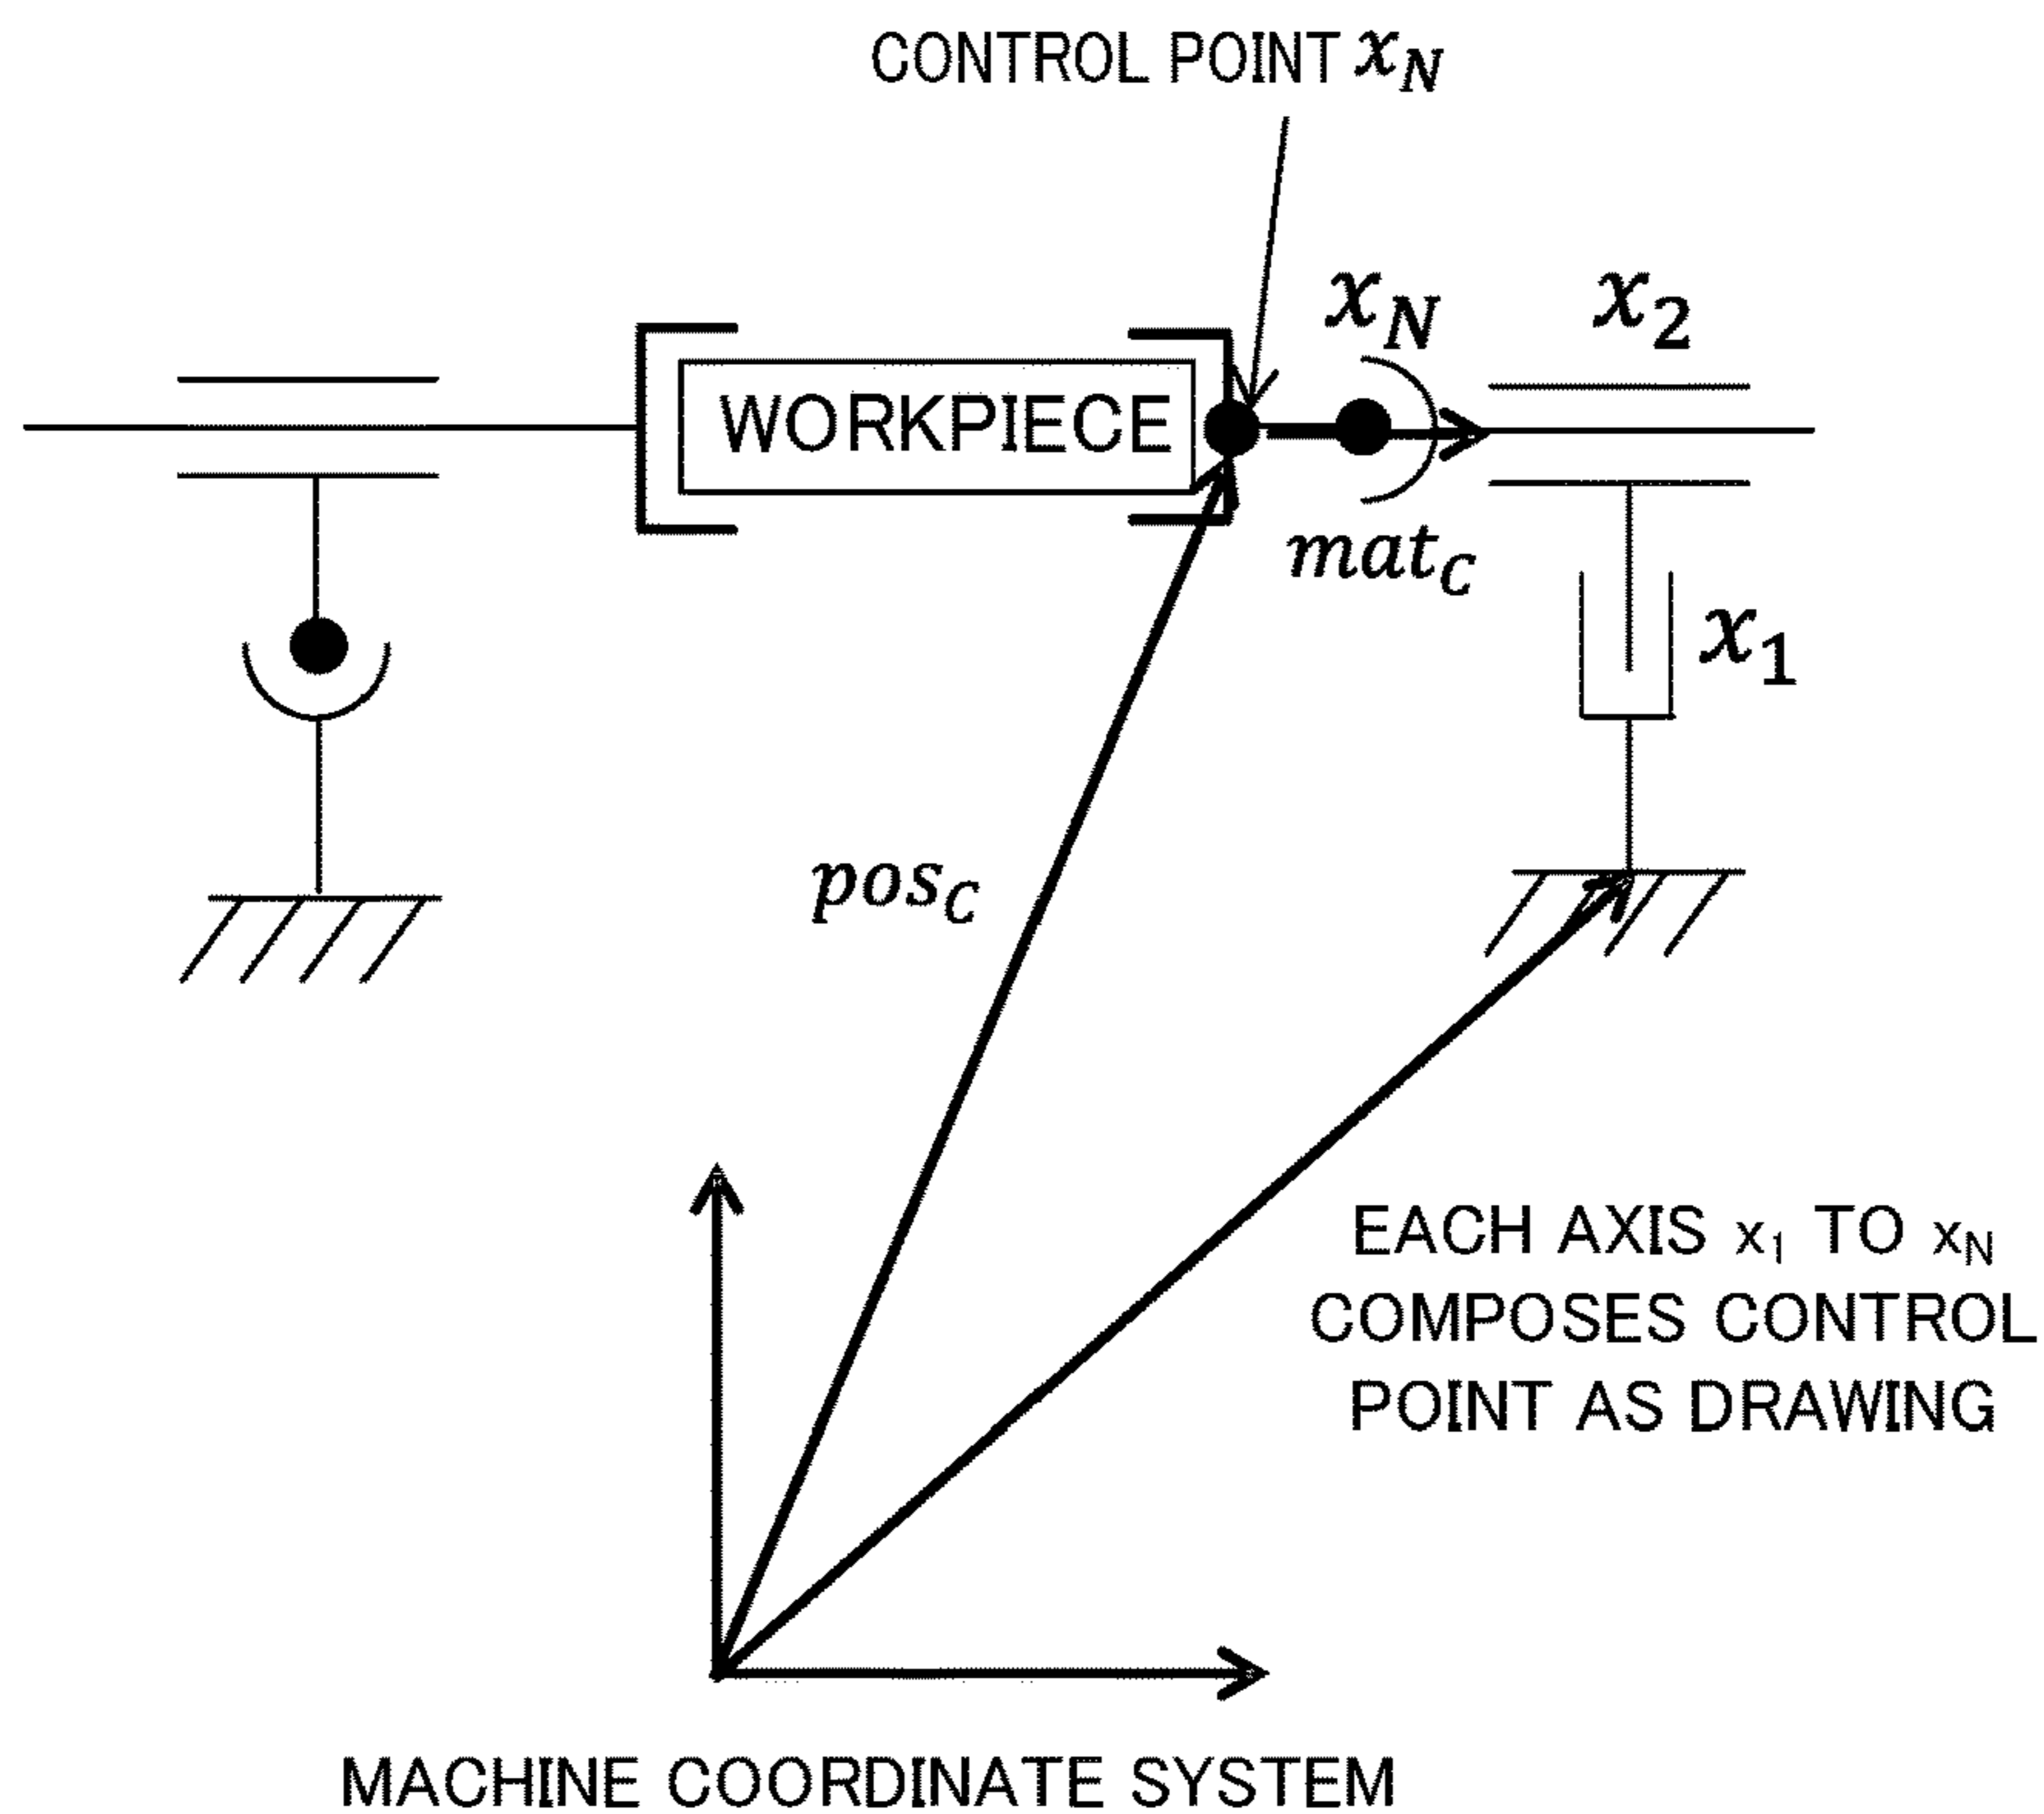 CONTROL POINT x_N
x_N
x_2
WORKPIECE
mat_C
x_1
pos_C
EACH AXIS x_1 TO x_N
COMPOSES CONTROL
POINT AS DRAWING
MACHINE COORDINATE SYSTEM